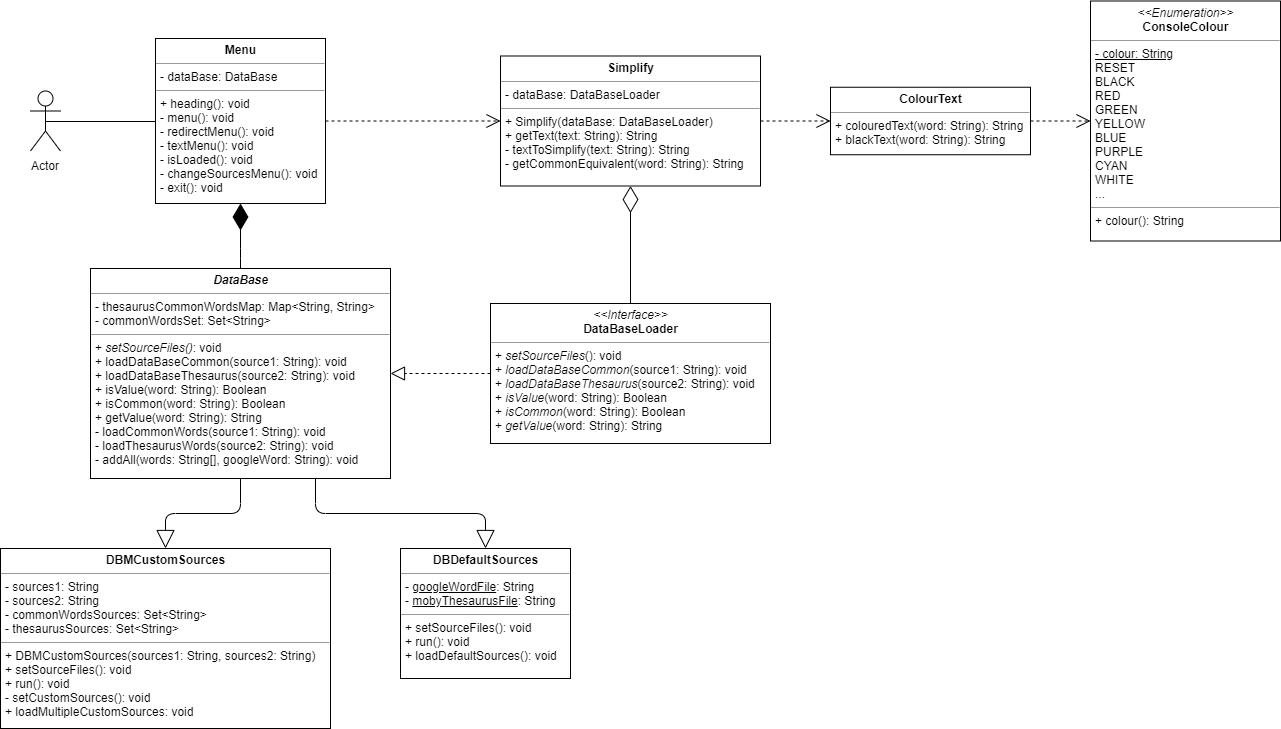 Actor
Menu
- dataBase: DataBase
+ heading(): void
- menu(): void
- redirectMenu(): void
- textMenu(): void
- isLoaded(): void
- changeSourcesMenu(): void
- exit(): void
Simplify
- dataBase: DataBaseLoader
+ Simplify(dataBase: DataBaseLoader)
+ getText(text: String): String
- textToSimplify(text: String): String
- getCommonEquivalent(word: String): String
ColourText
+ colouredText(word: String): String
+ blackText(word: String): String
<<Enumeration>>
ConsoleColour
- colour: String
RESET
BLACK
RED
GREEN
YELLOW
BLUE
PURPLE
CYAN
WHITE
...
+ colour(): String
DataBase
- thesaurusCommonWordsMap: Map<String, String>
- commonWordsSet: Set<String>
+ setSourceFiles(): void
+ loadDataBaseCommon(source1: String): void
+ loadDataBaseThesaurus(source2: String): void
+ isValue(word: String): Boolean
+ isCommon(word: String): Boolean
+ getValue(word: String): String
- loadCommonWords(source1: String): void
- loadThesaurusWords(source2: String): void
- addAll(words: String[], googleWord: String): void
<<Interface>>
DataBaseLoader
+ setSourceFiles(): void
+ loadDataBaseCommon(source1: String): void
+ loadDataBaseThesaurus(source2: String): void
+ isValue(word: String): Boolean
+ isCommon(word: String): Boolean
+ getValue(word: String): String
DBMCustomSources
- sources1: String
- sources2: String
- commonWordsSources: Set<String>
- thesaurusSources: Set<String>
+ DBMCustomSources(sources1: String, sources2: String)
+ setSourceFiles(): void
+ run(): void
- setCustomSources(): void
+ loadMultipleCustomSources: void
DBDefaultSources
- googleWordFile: String
- mobyThesaurusFile: String
+ setSourceFiles(): void
+ run(): void
+ loadDefaultSources(): void